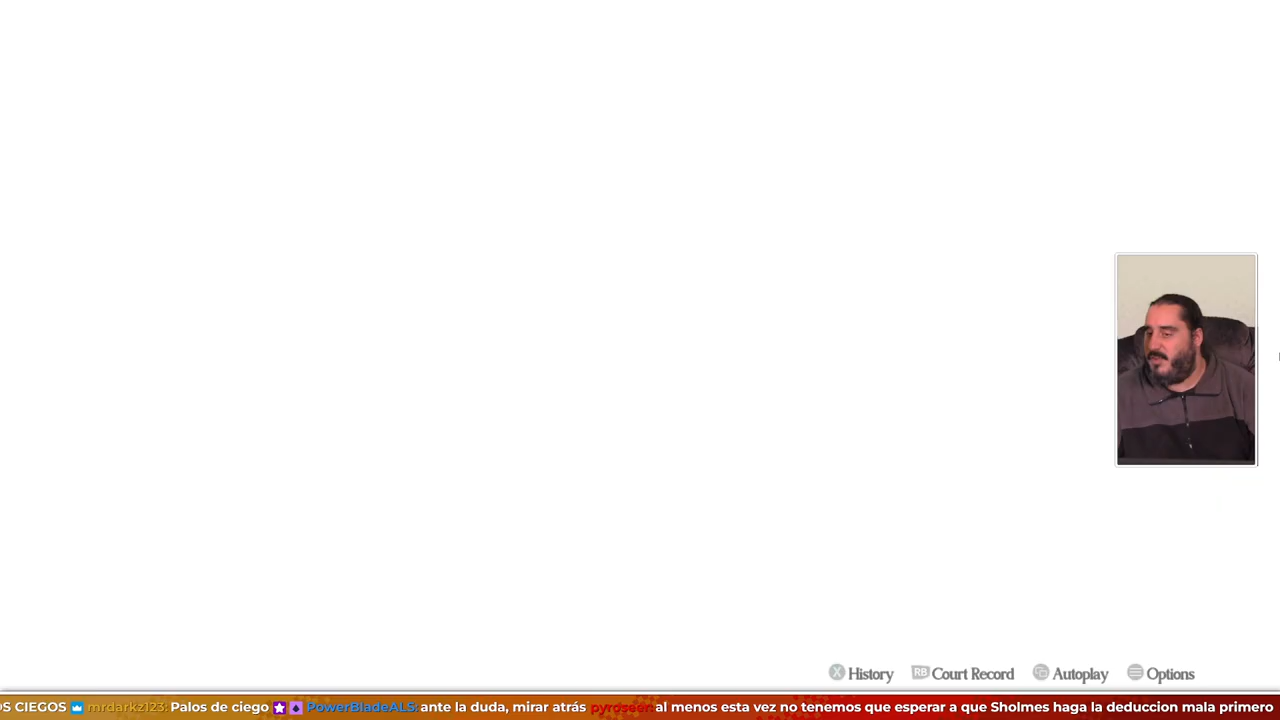 History Court Record Autoplay Options
OS CIEGOS mrdarkz123: Palos de ciego PowerBladeALS: ante la duda, mirar atrás pyroseer: al menos esta vez no tenemos que esperar a que Sholmes haga la deduccion mala primero